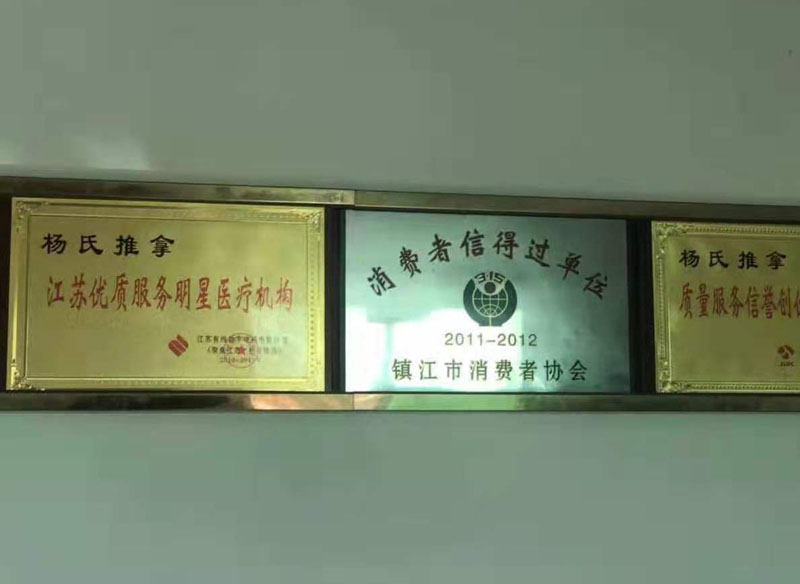 杨氏推拿
江苏优质服务明星医疗机构
消费者信得过单位
315
2011-2012
镇江市消费者协会
杨氏推拿
质量服务信誉创